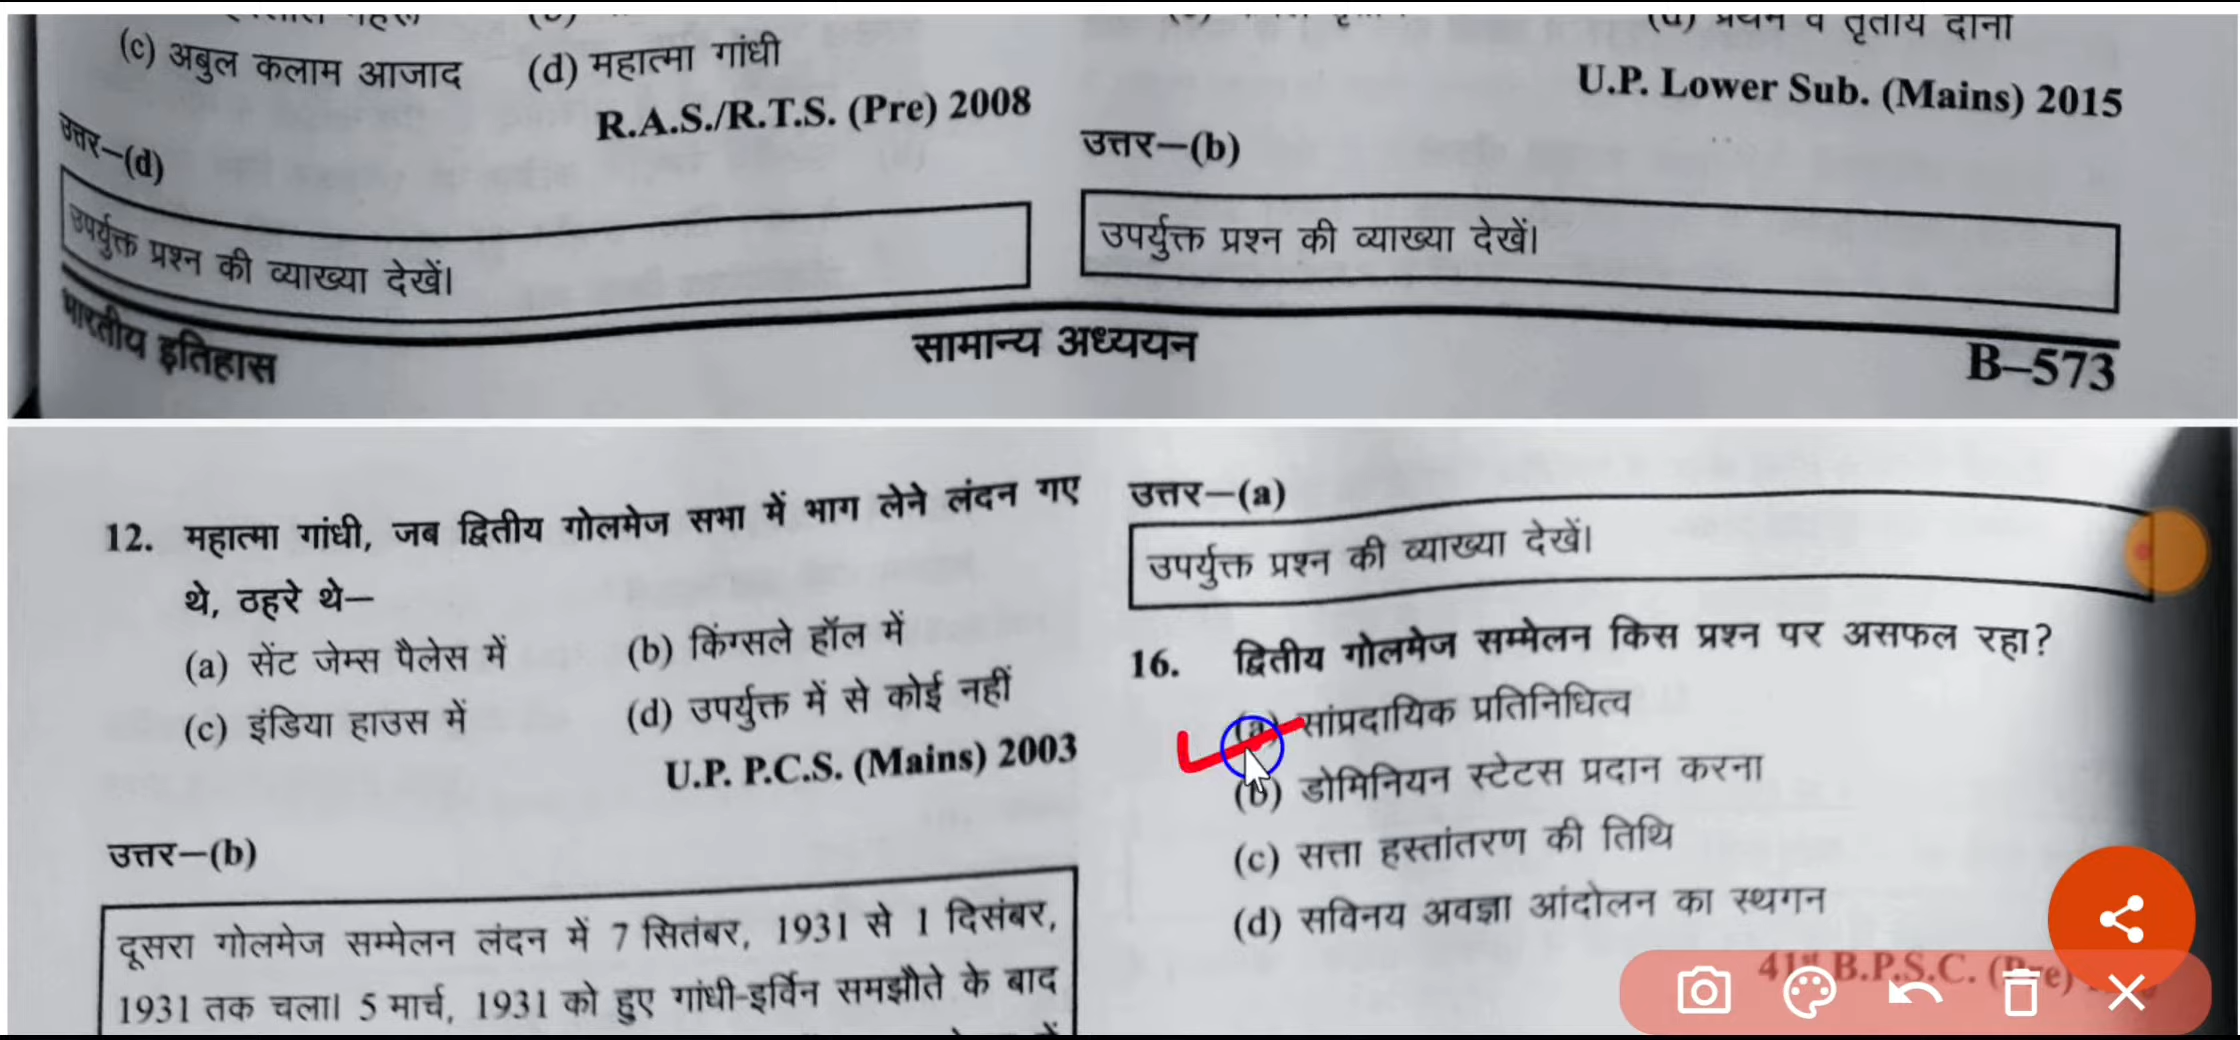 (c) अबुल कलाम आजाद (d) महात्मा गांधी
R.A.S./R.T.S. (Pre) 2008
उत्तर–(d)
उपर्युक्त प्रश्न की व्याख्या देखें।
(d) प्रथम व तृतीय दोनों
U.P. Lower Sub. (Mains) 2015
उत्तर–(b)
उपर्युक्त प्रश्न की व्याख्या देखें।
भारतीय इतिहास सामान्य अध्ययन B–573
12. महात्मा गांधी, जब द्वितीय गोलमेज सभा में भाग लेने लंदन गए
थे, ठहरे थे–
(a) सेंट जेम्स पैलेस में (b) किंग्सले हॉल में
(c) इंडिया हाउस में (d) उपर्युक्त में से कोई नहीं
U.P. P.C.S. (Mains) 2003
उत्तर–(b)
दूसरा गोलमेज सम्मेलन लंदन में 7 सितंबर, 1931 से 1 दिसंबर,
1931 तक चला। 5 मार्च, 1931 को हुए गांधी-इर्विन समझौते के बाद
उत्तर–(a)
उपर्युक्त प्रश्न की व्याख्या देखें।
16. द्वितीय गोलमेज सम्मेलन किस प्रश्न पर असफल रहा?
(a) सांप्रदायिक प्रतिनिधित्व
(b) डोमिनियन स्टेटस प्रदान करना
(c) सत्ता हस्तांतरण की तिथि
(d) सविनय अवज्ञा आंदोलन का स्थगन
41st B.P.S.C. (Pre)